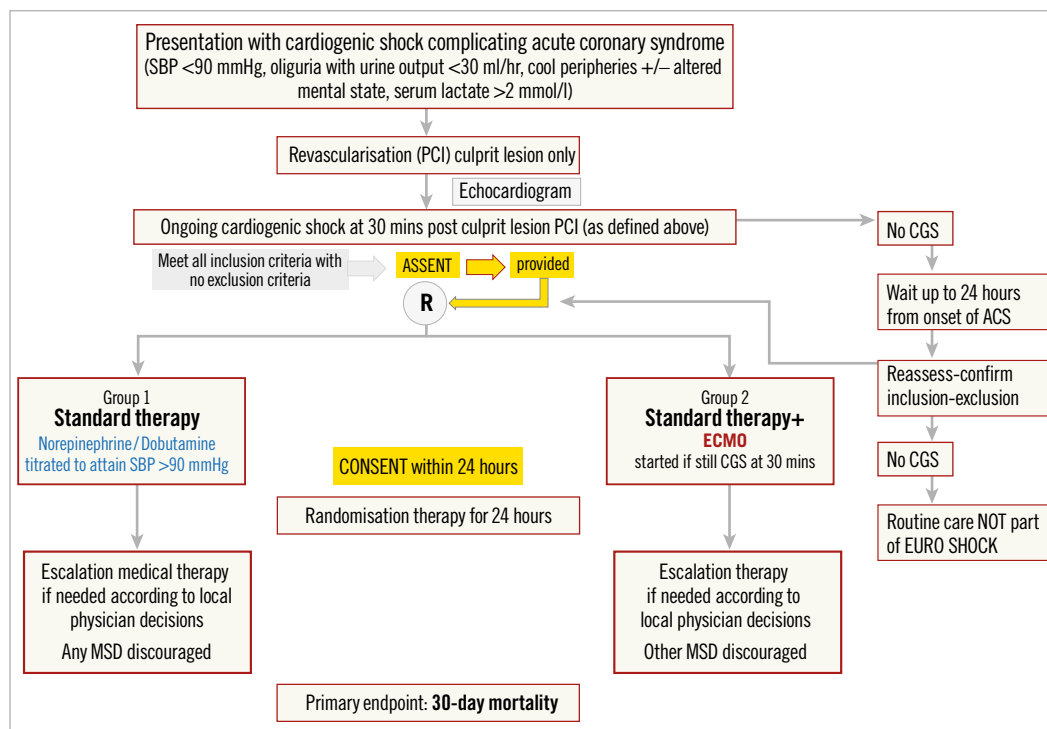 Presentation with cardiogenic shock complicating acute coronary syndrome
(SBP <90 mmHg, oliguria with urine output <30 ml/hr, cool peripheries +/– altered
mental state, serum lactate >2 mmol/l)
Revascularisation (PCI) culprit lesion only
Echocardiogram
Ongoing cardiogenic shock at 30 mins post culprit lesion PCI (as defined above)
No CGS
Meet all inclusion criteria with
no exclusion criteria
ASSENT
provided
R
Wait up to 24 hours
from onset of ACS
Reassess-confirm
inclusion-exclusion
No CGS
Routine care NOT part
of EURO SHOCK
Group 1
Standard therapy
Norepinephrine/Dobutamine
titrated to attain SBP >90 mmHg
Group 2
Standard therapy+
ECMO
started if still CGS at 30 mins
CONSENT within 24 hours
Randomisation therapy for 24 hours
Escalation medical therapy
if needed according to local
physician decisions
Any MSD discouraged
Escalation therapy
if needed according to
local physician decisions
Other MSD discouraged
Primary endpoint: 30-day mortality